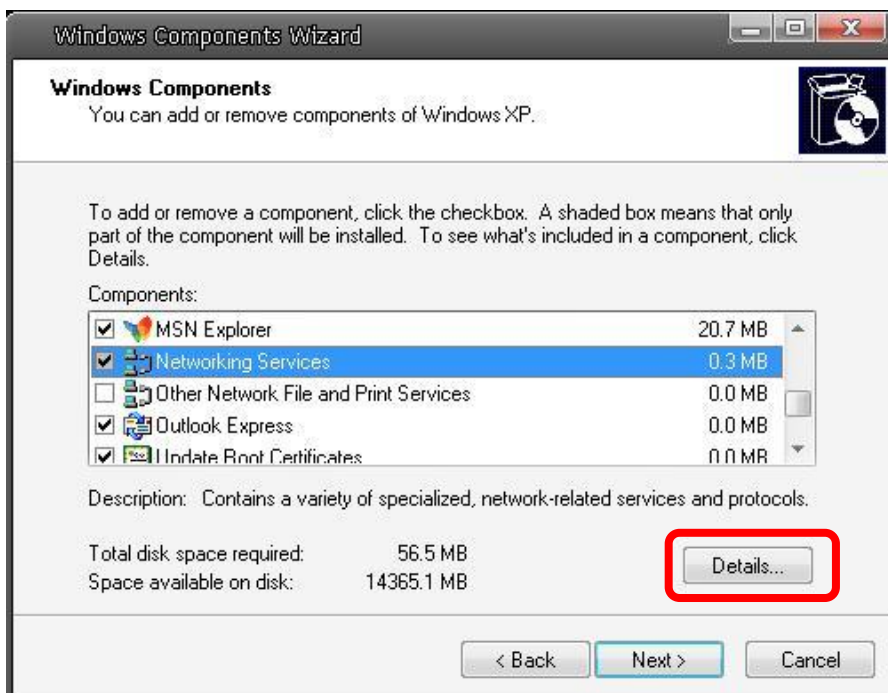 Windows Components Wizard
Windows Components
You can add or remove components of Windows XP.
To add or remove a component, click the checkbox. A shaded box means that only
part of the component will be installed. To see what's included in a component, click
Details.
Components:
MSN Explorer 20.7 MB
Networking Services 0.3 MB
Other Network File and Print Services 0.0 MB
Outlook Express 0.0 MB
Update Root Certificates 0.0 MB
Description: Contains a variety of specialized, network-related services and protocols.
Total disk space required: 56.5 MB
Space available on disk: 14365.1 MB
Details...
< Back Next > Cancel